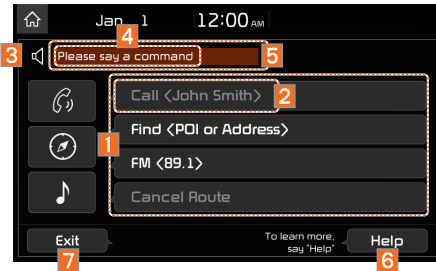 Jan 1 12:00 AM
4
3 Please say a command 5
Call <John Smith> 2
1
Find <POI or Address>
FM <89.1>
Cancel Route
Exit
To learn more,
say "Help"
Help
7
6